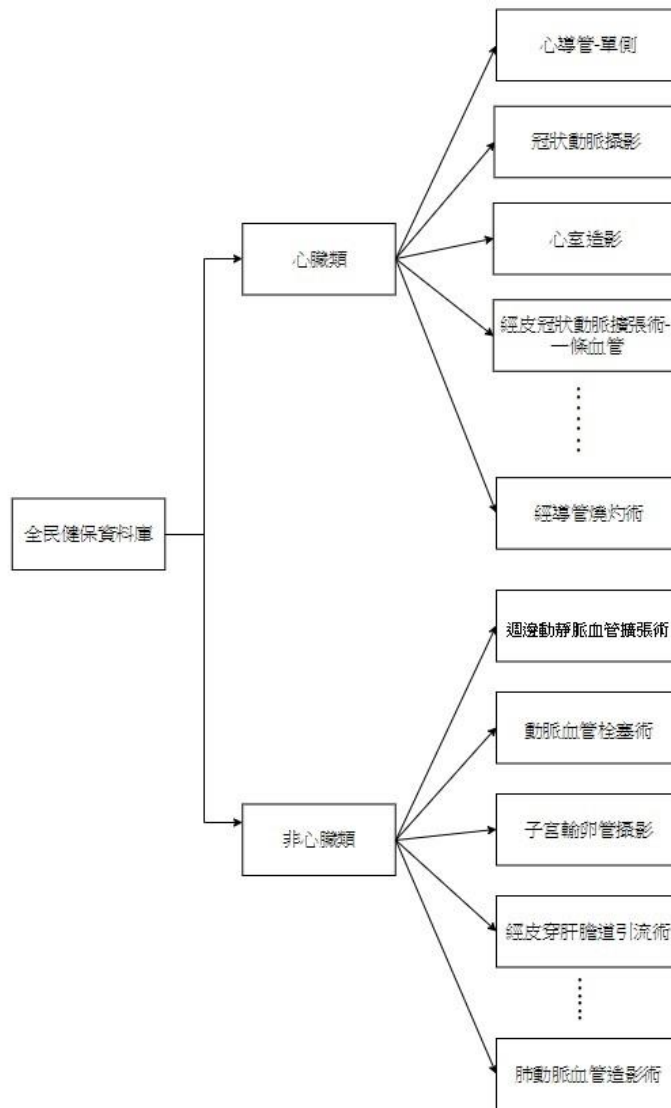 心導管-單側
冠狀動脈攝影
心室造影
心臟類
經皮冠狀動脈擴張術-
一條血管
經導管燒灼術
全民健保資料庫
週邊動靜脈血管擴張術
動脈血管栓塞術
子宮輸卵管攝影
非心臟類
經皮穿肝膽道引流術
肺動脈血管造影術